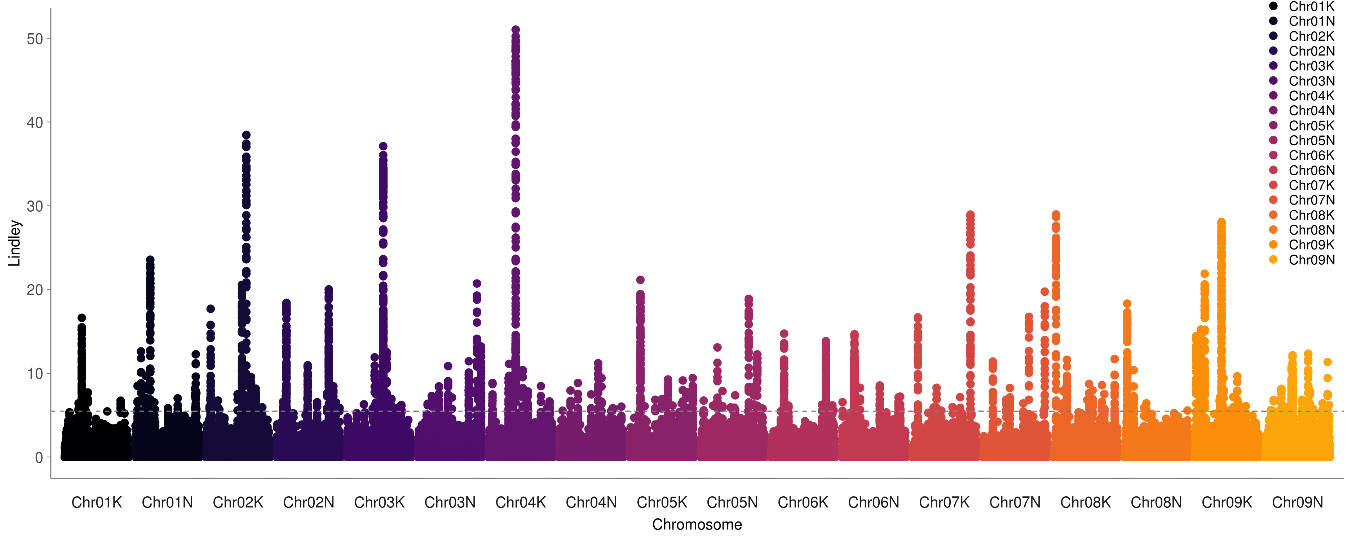 Lindley
50
40
30
20
10
0
Chr01K Chr01N Chr02K Chr02N Chr03K Chr03N Chr04K Chr04N Chr05K Chr05N Chr06K Chr06N Chr07K Chr07N Chr08K Chr08N Chr09K Chr09N
Chromosome
Chr01K
Chr01N
Chr02K
Chr02N
Chr03K
Chr03N
Chr04K
Chr04N
Chr05K
Chr05N
Chr06K
Chr06N
Chr07K
Chr07N
Chr08K
Chr08N
Chr09K
Chr09N